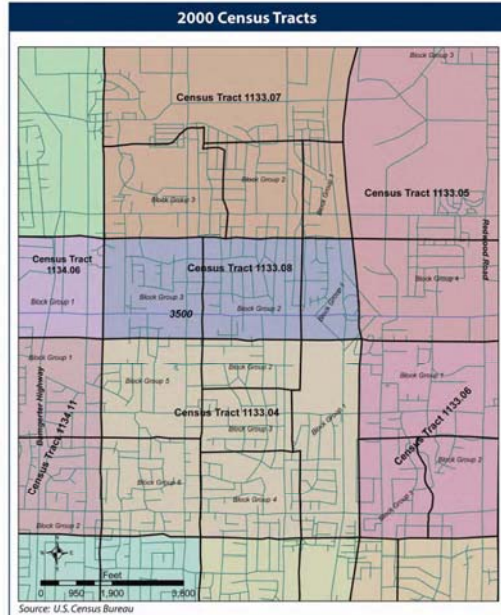 2000 Census Tracts
Block Group 3
Census Tract 1133.07
Block Group 2
Block Group 1
Block Group 3
Census Tract 1133.05
Redwood Road
Census Tract
1134.06
Census Tract 1133.08
Block Group 4
Block Group 1
Block Group 3
Block Group 2
Block Group 1
3500
Block Group 1
Block Group 2
Block Group 1
Block Group 5
Bangerter Highway
Census Tract 1133.04
Block Group 1
Census Tract 1133.06
Block Group 3
Census Tract 1134.11
Block Group 2
Block Group 6
Block Group 4
Block Group 1
Block Group 2
Feet
0 950 1,900 3,800
Source: U.S. Census Bureau